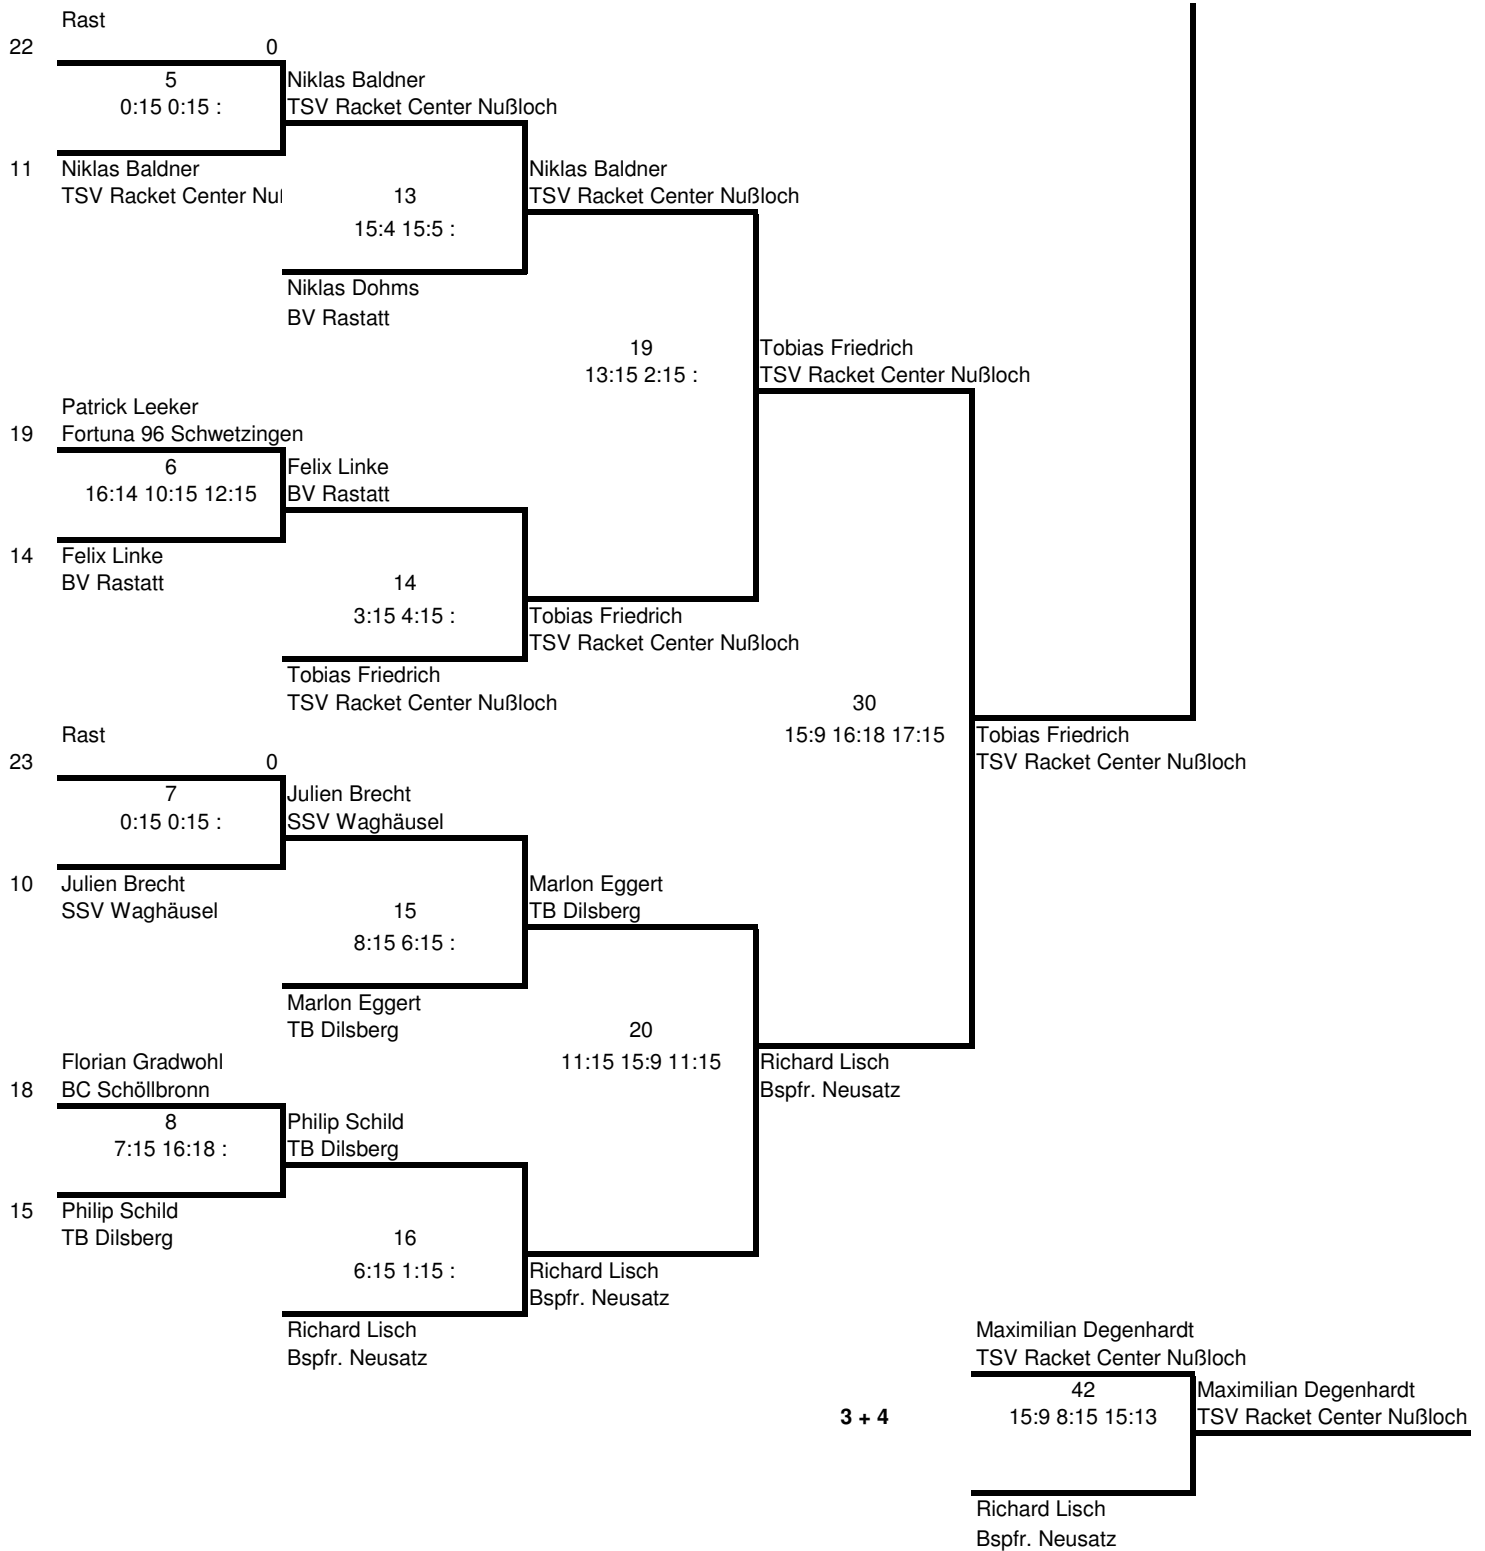 Rast
22 0
5
0:15 0:15 :
Niklas Baldner
TSV Racket Center Nußloch
11 Niklas Baldner
TSV Racket Center Nuß
13
15:4 15:5 :
Niklas Baldner
TSV Racket Center Nußloch
Niklas Dohms
BV Rastatt
19
13:15 2:15 :
Tobias Friedrich
TSV Racket Center Nußloch
Patrick Leeker
19 Fortuna 96 Schwetzingen
6
16:14 10:15 12:15
Felix Linke
BV Rastatt
14 Felix Linke
BV Rastatt
14
3:15 4:15 :
Tobias Friedrich
TSV Racket Center Nußloch
Tobias Friedrich
TSV Racket Center Nußloch
30
15:9 16:18 17:15
Tobias Friedrich
TSV Racket Center Nußloch
Rast
23 0
7
0:15 0:15 :
Julien Brecht
SSV Waghäusel
10 Julien Brecht
SSV Waghäusel
15
8:15 6:15 :
Marlon Eggert
TB Dilsberg
Marlon Eggert
TB Dilsberg
20
11:15 15:9 11:15
Richard Lisch
Bspfr. Neusatz
Florian Gradwohl
18 BC Schöllbronn
8
7:15 16:18 :
Philip Schild
TB Dilsberg
15 Philip Schild
TB Dilsberg
16
6:15 1:15 :
Richard Lisch
Bspfr. Neusatz
Richard Lisch
Bspfr. Neusatz
Maximilian Degenhardt
TSV Racket Center Nußloch
3 + 4
42
15:9 8:15 15:13
Maximilian Degenhardt
TSV Racket Center Nußloch
Richard Lisch
Bspfr. Neusatz